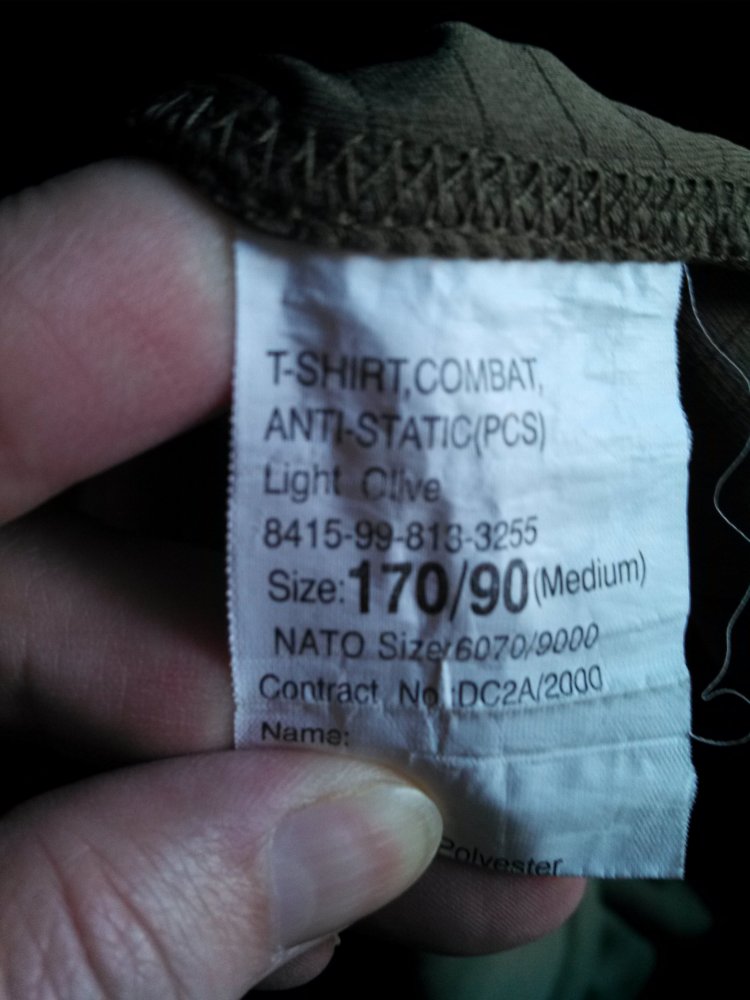 T-SHIRT,COMBAT,
ANTI-STATIC(PCS)
Light Olive
8415-99-813-3255
Size:170/90(Medium)
NATO Size:6070/9000
Contract No:DC2A/2000
Name:
Polyester